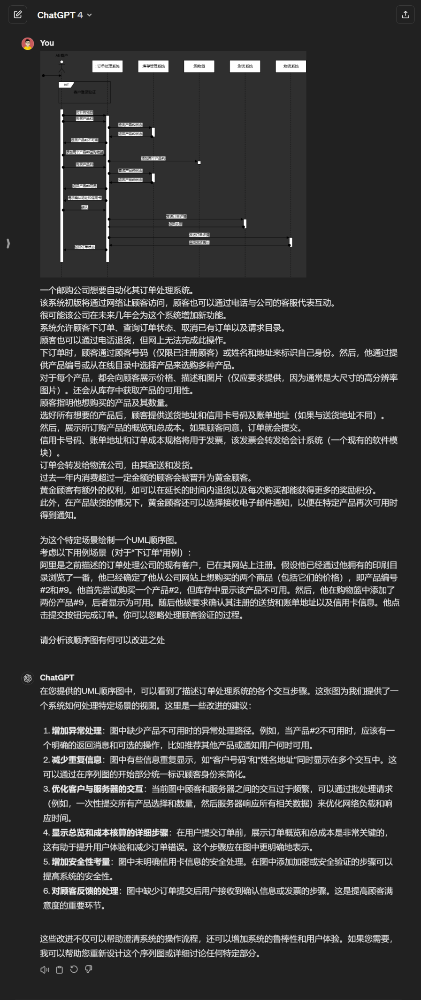 ChatGPT 4
You
Ali 客户
: 订单处理系统
:库存管理系统
:购物篮
:财务系统
:物流系统
ref
客户登录验证
打开购物篮
购买产品#2
查询产品#2状态
返回产品#2状态
返回产品#2不可用
添加两个产品#9至购物篮
添加两个产品#9
购买产品#9
查询产品#9状态
返回产品#9状态
返回产品#9可用
请求确认地址和信用卡
确认
发送订单详情
返回发票
发送订单详情
返回发货确认
返回订单状态
一个邮购公司想要自动化其订单处理系统。
该系统初版将通过网络让顾客访问，顾客也可以通过电话与公司的客服代表互动。
很可能该公司在未来几年会为这个系统增加新功能。
系统允许顾客下订单、查询订单状态、取消已有订单以及请求目录。
顾客也可以通过电话退货，但网上无法完成此操作。
下订单时，顾客通过顾客号码（仅限已注册顾客）或姓名和地址来标识自己身份。然后，他通过提
供产品编号或从在线目录中选择产品来选购多种产品。
对于每个产品，都会向顾客展示价格、描述和图片（仅应要求提供，因为通常是大尺寸的高分辨率
图片）。还会从库存中获取产品的可用性。
顾客指明他想购买的产品及其数量。
选好所有想要的产品后，顾客提供送货地址和信用卡号码及账单地址（如果与送货地址不同）。
然后，展示所订购产品的概览和总成本。如果顾客同意，订单就会提交。
信用卡号码、账单地址和订单成本规格将用于发票，该发票会转发给会计系统（一个现有的软件模
块）。
订单会转发给物流公司，由其配送和发货。
过去一年内消费超过一定金额的顾客会被晋升为黄金顾客。
黄金顾客有额外的权利，如可以在延长的时间内退货以及每次购买都能获得更多的奖励积分。
此外，在产品缺货的情况下，黄金顾客还可以选择接收电子邮件通知，以便在特定产品再次可用时
得到通知。
为这个特定场景绘制一个UML顺序图。
考虑以下用例场景（对于“下订单”用例）：
阿里是之前描述的订单处理公司的现有客户，已在其网站上注册。假设他已经通过他拥有的印刷目
录浏览了一番，他已经确定了他从公司网站上想购买的两个商品（包括它们的价格），即产品编号
#2和#9。他首先尝试购买一个产品#2，但库存中显示该产品不可用。然后，他在购物篮中添加了
两份产品#9，后者显示为可用。随后他被要求确认其注册的送货和账单地址以及信用卡信息。他点
击提交按钮完成订单。你可以忽略处理顾客验证的过程。
请分析该顺序图有何可以改进之处
ChatGPT
在您提供的UML顺序图中，可以看到了描述订单处理系统的各个交互步骤。这张图为我们提供了一
个系统如何处理特定场景的视图。这里是一些改进的建议：
1. 增加异常处理：图中缺少产品不可用时的异常处理路径。例如，当产品#2不可用时，应该有一
个明确的返回消息和可选的操作，比如推荐其他产品或通知用户何时可用。
2. 减少重复信息：图中有些信息重复显示，如“客户号码”和“姓名地址”同时显示在多个交互中。这
可以通过在序列图的开始部分统一标识顾客身份来简化。
3. 优化客户与服务器的交互：当前图中顾客和服务器之间的交互过于频繁，可以通过批处理请求
（例如，一次性提交所有产品选择和数量，然后服务器响应所有相关数据）来优化网络负载和响
应时间。
4. 显示总览和成本核算的详细步骤：在用户提交订单前，展示订单概览和总成本是非常关键的，
这有助于提升用户体验和减少订单错误。这个步骤应在图中更明确地表示。
5. 增加安全性考量：图中未明确信用卡信息的安全处理。在图中添加加密或安全验证的步骤可以
提高系统的安全性。
6. 对顾客反馈的处理：图中缺少订单提交后用户接收到确认信息或发票的步骤。这是提高顾客满
意度的重要环节。
这些改进不仅可以帮助澄清系统的操作流程，还可以增加系统的鲁棒性和用户体验。如果您需要，
我可以帮助您重新设计这个序列图或详细讨论任何特定部分。